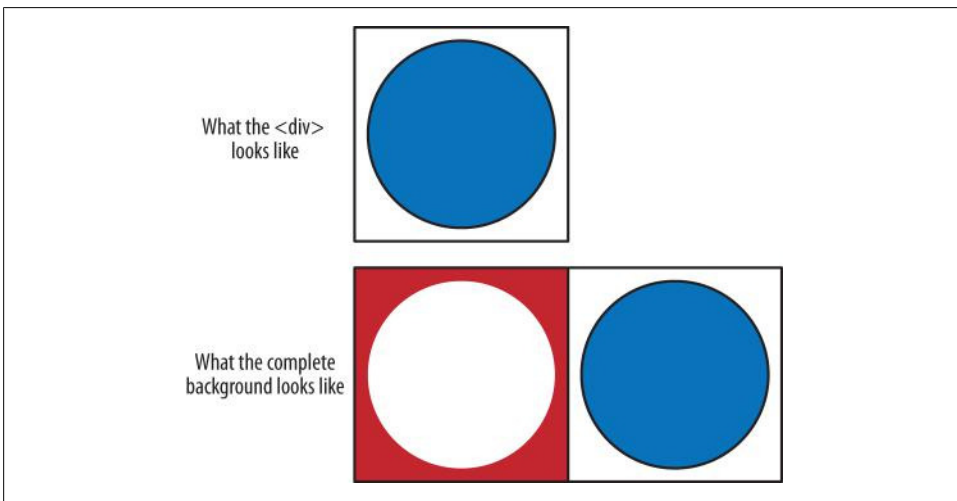 What the <div>
looks like
What the complete
background looks like